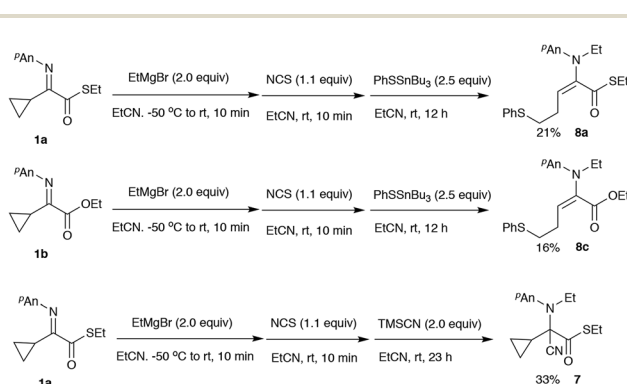 PAn
N
SEt
O
1a
EtMgBr (2.0 equiv)
EtCN. -50 °C to rt, 10 min
NCS (1.1 equiv)
EtCN, rt, 10 min
PhSSnBu3 (2.5 equiv)
EtCN, rt, 12 h
PAn
N
Et
SEt
O
PhS
21% 8a
PAn
N
OEt
O
1b
EtMgBr (2.0 equiv)
EtCN. -50 °C to rt, 10 min
NCS (1.1 equiv)
EtCN, rt, 10 min
PhSSnBu3 (2.5 equiv)
EtCN, rt, 12 h
PAn
N
Et
OEt
O
PhS
16% 8c
PAn
N
SEt
O
1a
EtMgBr (2.0 equiv)
EtCN. -50 °C to rt, 10 min
NCS (1.1 equiv)
EtCN, rt, 10 min
TMSCN (2.0 equiv)
EtCN, rt, 23 h
PAn
N
Et
SEt
CN
O
33% 7